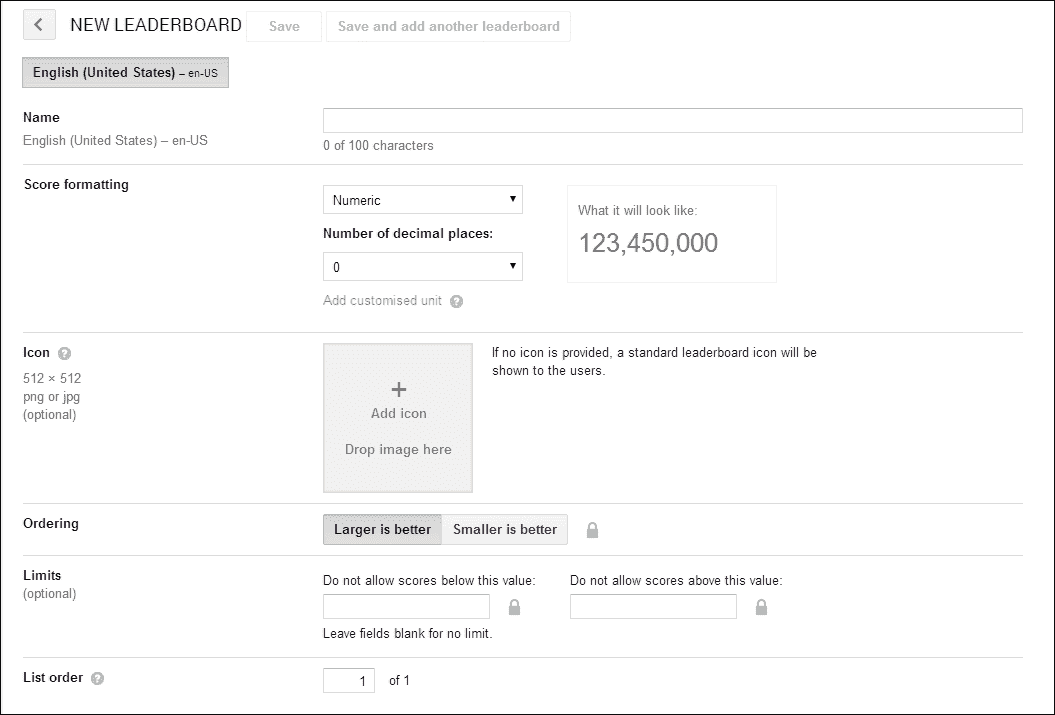 NEW LEADERBOARD Save Save and add another leaderboard
English (United States) – en-US
Name
English (United States) – en-US
0 of 100 characters
Score formatting
Numeric
Number of decimal places:
0
Add customised unit ?
What it will look like:
123,450,000
Icon ?
512 × 512
png or jpg
(optional)
+
Add icon
Drop image here
If no icon is provided, a standard leaderboard icon will be
shown to the users.
Ordering
Larger is better Smaller is better
Limits
(optional)
Do not allow scores below this value: Do not allow scores above this value:
Leave fields blank for no limit.
List order ? 1 of 1